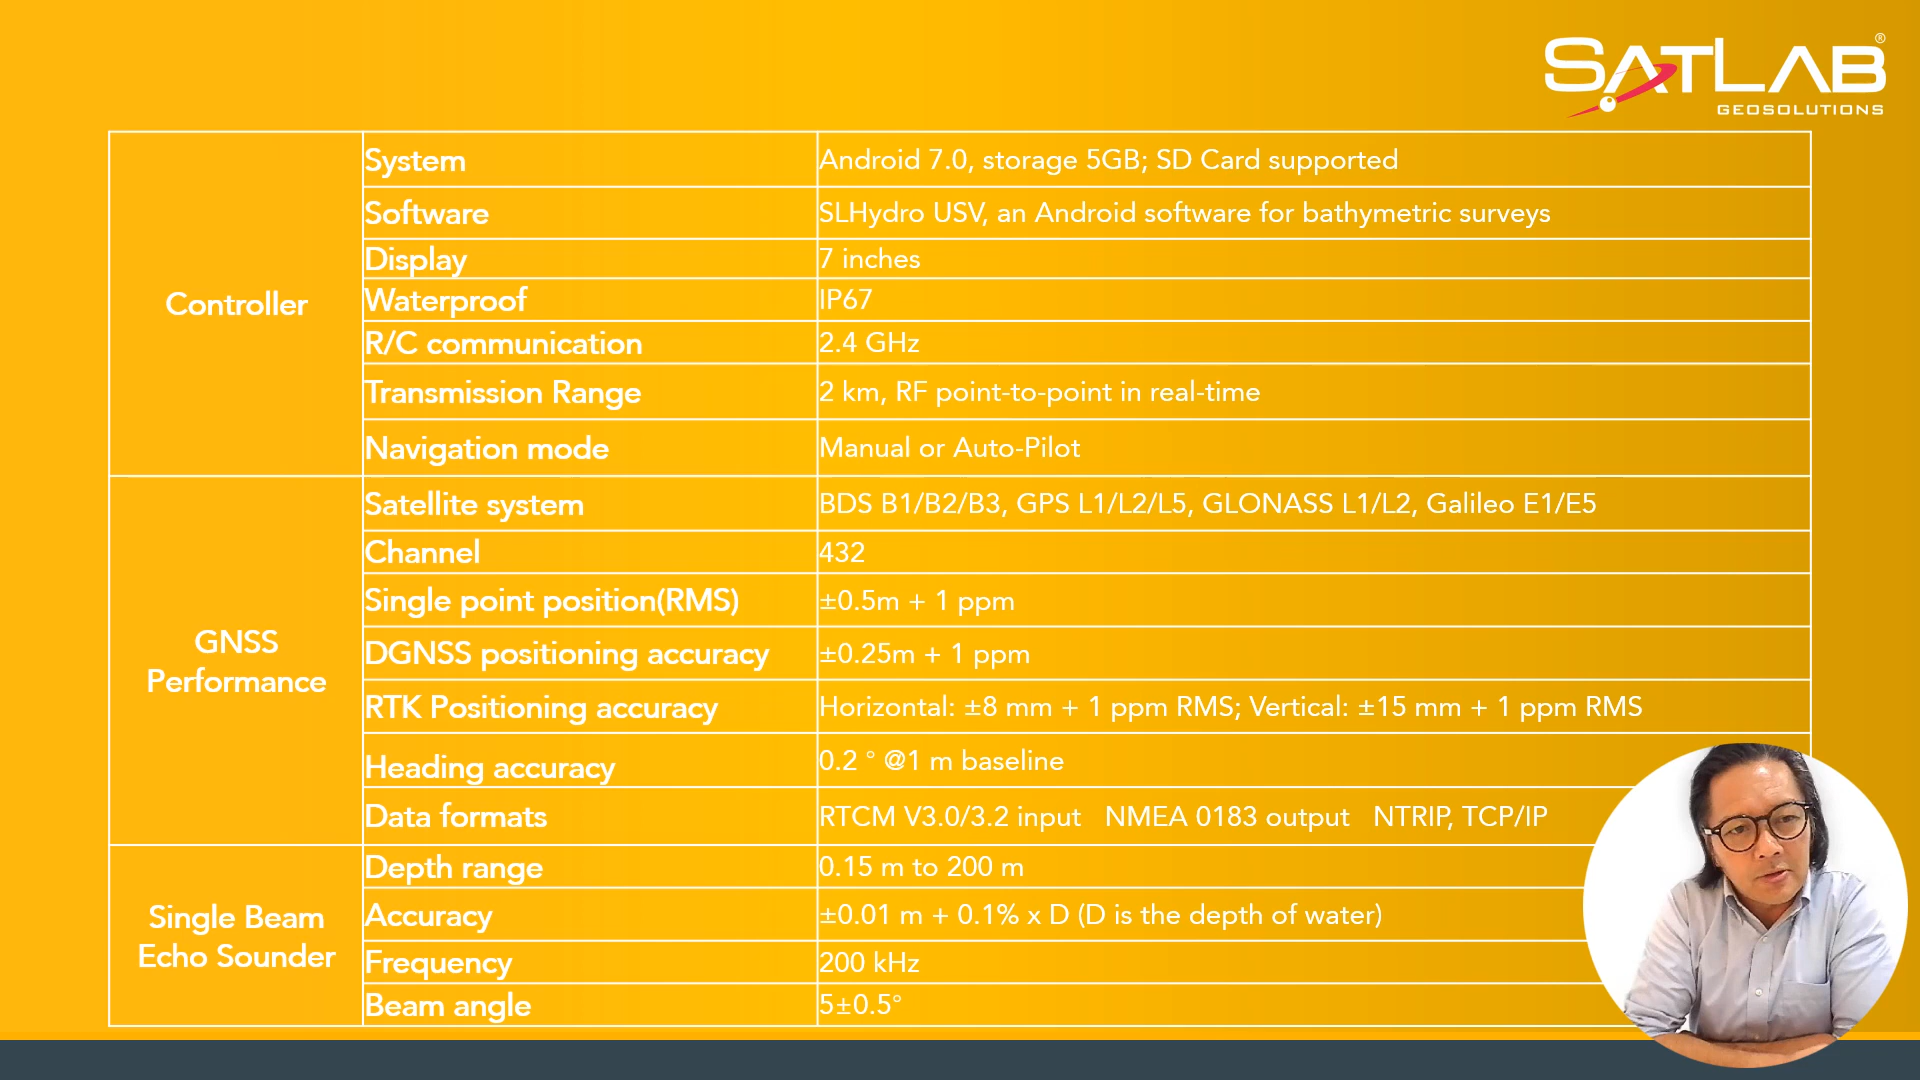 SATLAB®
GEOSOLUTIONS
Controller
System
Android 7.0, storage 5GB; SD Card supported
Software
SLHydro USV, an Android software for bathymetric surveys
Display
7 inches
Waterproof
IP67
R/C communication
2.4 GHz
Transmission Range
2 km, RF point-to-point in real-time
Navigation mode
Manual or Auto-Pilot
GNSS
Performance
Satellite system
BDS B1/B2/B3, GPS L1/L2/L5, GLONASS L1/L2, Galileo E1/E5
Channel
432
Single point position(RMS)
±0.5m + 1 ppm
DGNSS positioning accuracy
±0.25m + 1 ppm
RTK Positioning accuracy
Horizontal: ±8 mm + 1 ppm RMS; Vertical: ±15 mm + 1 ppm RMS
Heading accuracy
0.2 ° @1 m baseline
Data formats
RTCM V3.0/3.2 input NMEA 0183 output NTRIP, TCP/IP
Single Beam
Echo Sounder
Depth range
0.15 m to 200 m
Accuracy
±0.01 m + 0.1% x D (D is the depth of water)
Frequency
200 kHz
Beam angle
5±0.5°